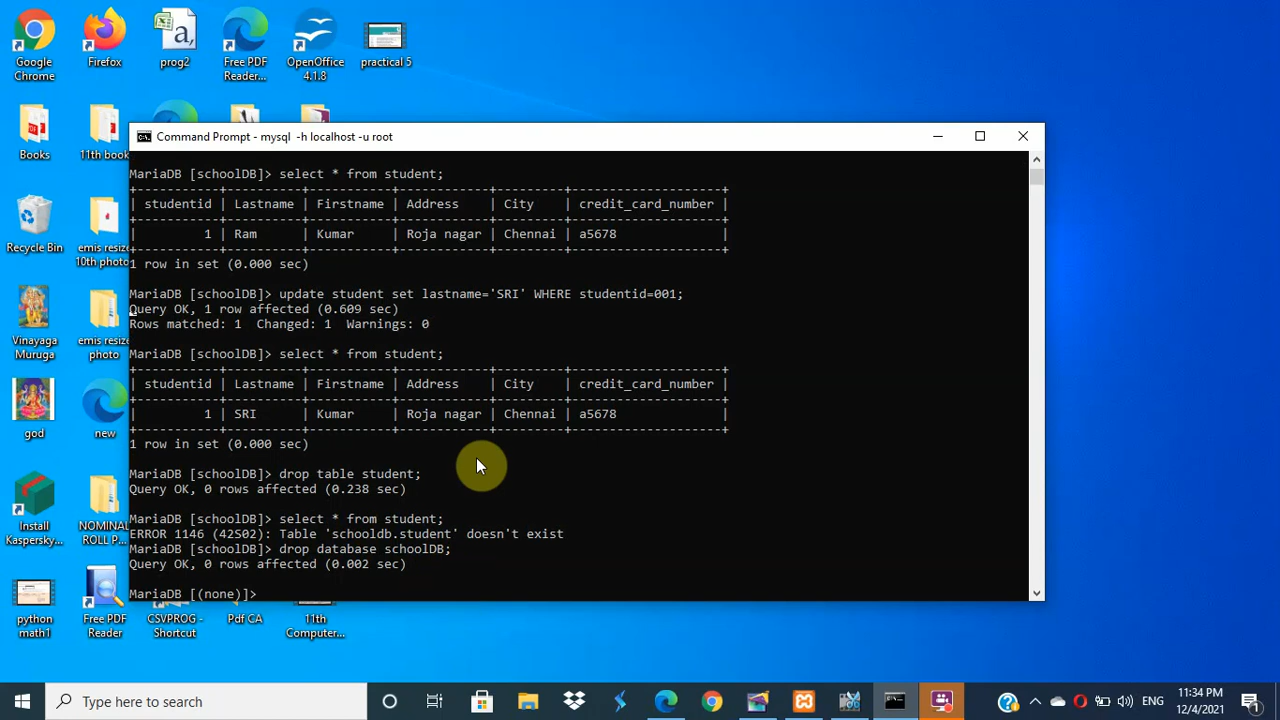 Google Chrome
Firefox
prog2
Free PDF Reader...
OpenOffice 4.1.8
practical 5
Books
11th book
Recycle Bin
emis resize 10th photo
Vinayaga Muruga
emis resize photo
god
new
Install Kaspersky...
NOMINAL ROLL P...
python math1
Free PDF Reader
CSVPROG - Shortcut
Pdf CA
11th Computer...
Command Prompt - mysql  -h localhost -u root
MariaDB [schoolDB]> select * from student;
+-----------+----------+-----------+------------+---------+--------------------+
| studentid | Lastname | Firstname | Address    | City    | credit_card_number |
+-----------+----------+-----------+------------+---------+--------------------+
|         1 | Ram      | Kumar     | Roja nagar | Chennai | a5678              |
+-----------+----------+-----------+------------+---------+--------------------+
1 row in set (0.000 sec)
MariaDB [schoolDB]> update student set lastname='SRI' WHERE studentid=001;
Query OK, 1 row affected (0.609 sec)
Rows matched: 1  Changed: 1  Warnings: 0
MariaDB [schoolDB]> select * from student;
+-----------+----------+-----------+------------+---------+--------------------+
| studentid | Lastname | Firstname | Address    | City    | credit_card_number |
+-----------+----------+-----------+------------+---------+--------------------+
|         1 | SRI      | Kumar     | Roja nagar | Chennai | a5678              |
+-----------+----------+-----------+------------+---------+--------------------+
1 row in set (0.000 sec)
MariaDB [schoolDB]> drop table student;
Query OK, 0 rows affected (0.238 sec)
MariaDB [schoolDB]> select * from student;
ERROR 1146 (42S02): Table 'schooldb.student' doesn't exist
MariaDB [schoolDB]> drop database schoolDB;
Query OK, 0 rows affected (0.002 sec)
MariaDB [(none)]>
Type here to search
ENG
11:34 PM
12/4/2021
1